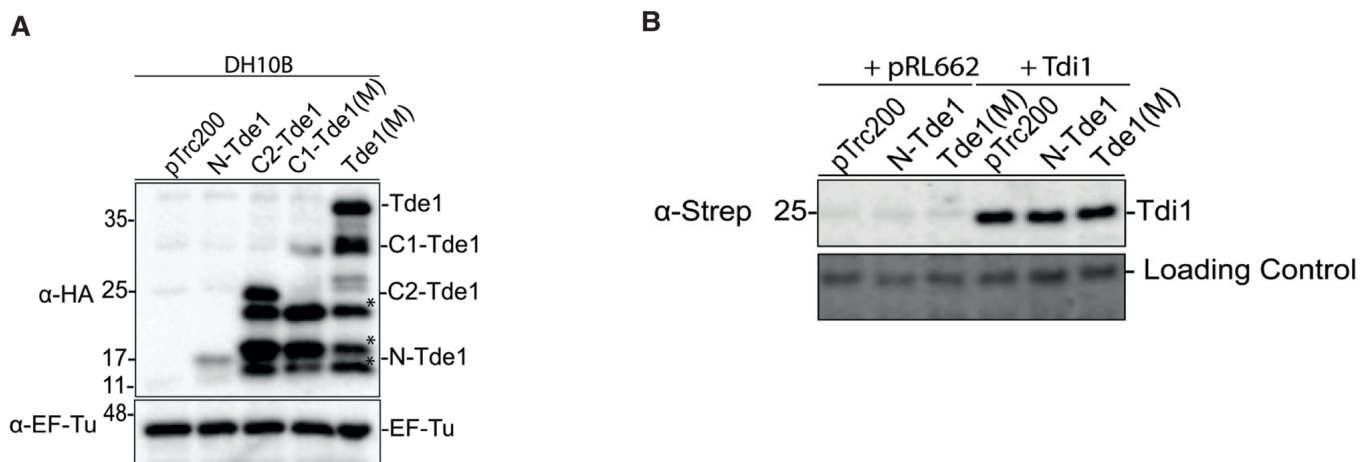 A
DH10B
pTrc200
N-Tde1
C2-Tde1
C1-Tde1(M)
Tde1(M)
35-
-Tde1
-C1-Tde1
α-HA
25-
-C2-Tde1
*
*
17-
-N-Tde1
*
11-
α-EF-Tu
48-
-EF-Tu
B
+ pRL662
+ Tdi1
pTrc200
N-Tde1
Tde1(M)
pTrc200
N-Tde1
Tde1(M)
α-Strep 25-
-Tdi1
- Loading Control